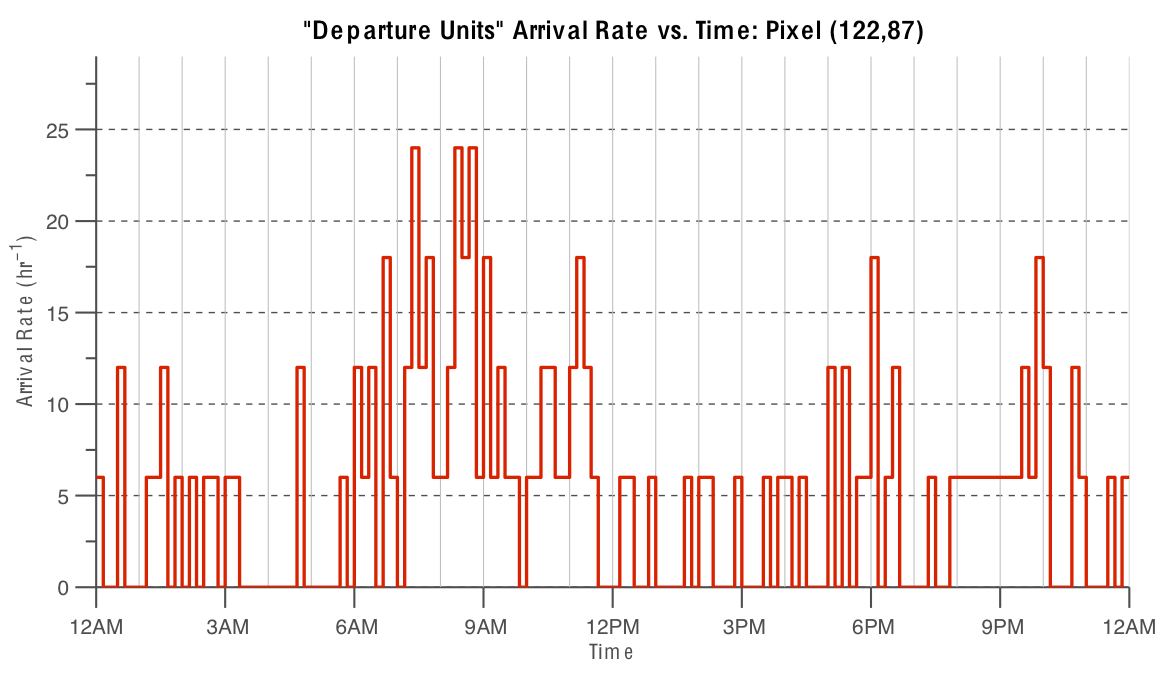 "Departure Units" Arrival Rate vs. Time: Pixel (122,87)
Arrival Rate (hr⁻¹)
25
20
15
10
5
0
12AM 3AM 6AM 9AM 12PM 3PM 6PM 9PM 12AM
Time